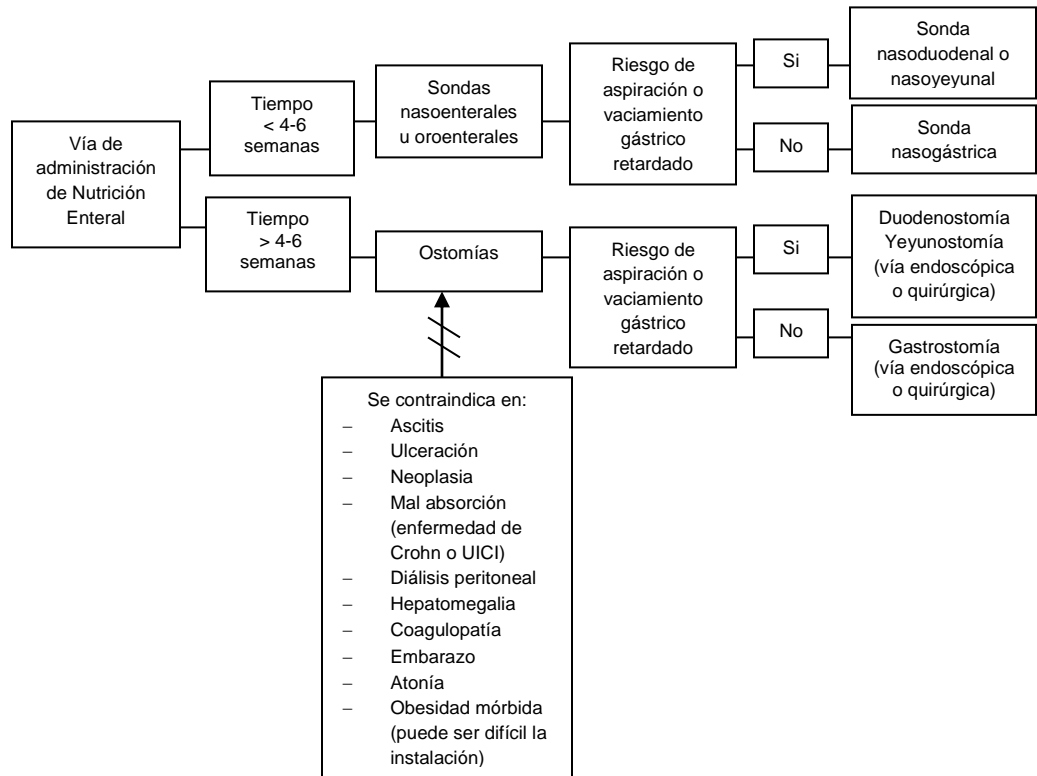 Vía de
administración
de Nutrición
Enteral
Tiempo
< 4-6
semanas
Sondas
nasoenterales
u oroenterales
Riesgo de
aspiración o
vaciamiento
gástrico
retardado
Si
Sonda
nasoduodenal o
nasoyeyunal
No
Sonda
nasogástrica
Tiempo
> 4-6
semanas
Ostomías
Riesgo de
aspiración o
vaciamiento
gástrico
retardado
Si
Duodenostomía
Yeyunostomía
(vía endoscópica
o quirúrgica)
No
Gastrostomía
(vía endoscópica
o quirúrgica)
Se contraindica en:
– Ascitis
– Ulceración
– Neoplasia
– Mal absorción
(enfermedad de
Crohn o UICI)
– Diálisis peritoneal
– Hepatomegalia
– Coagulopatía
– Embarazo
– Atonía
– Obesidad mórbida
(puede ser difícil la
instalación)